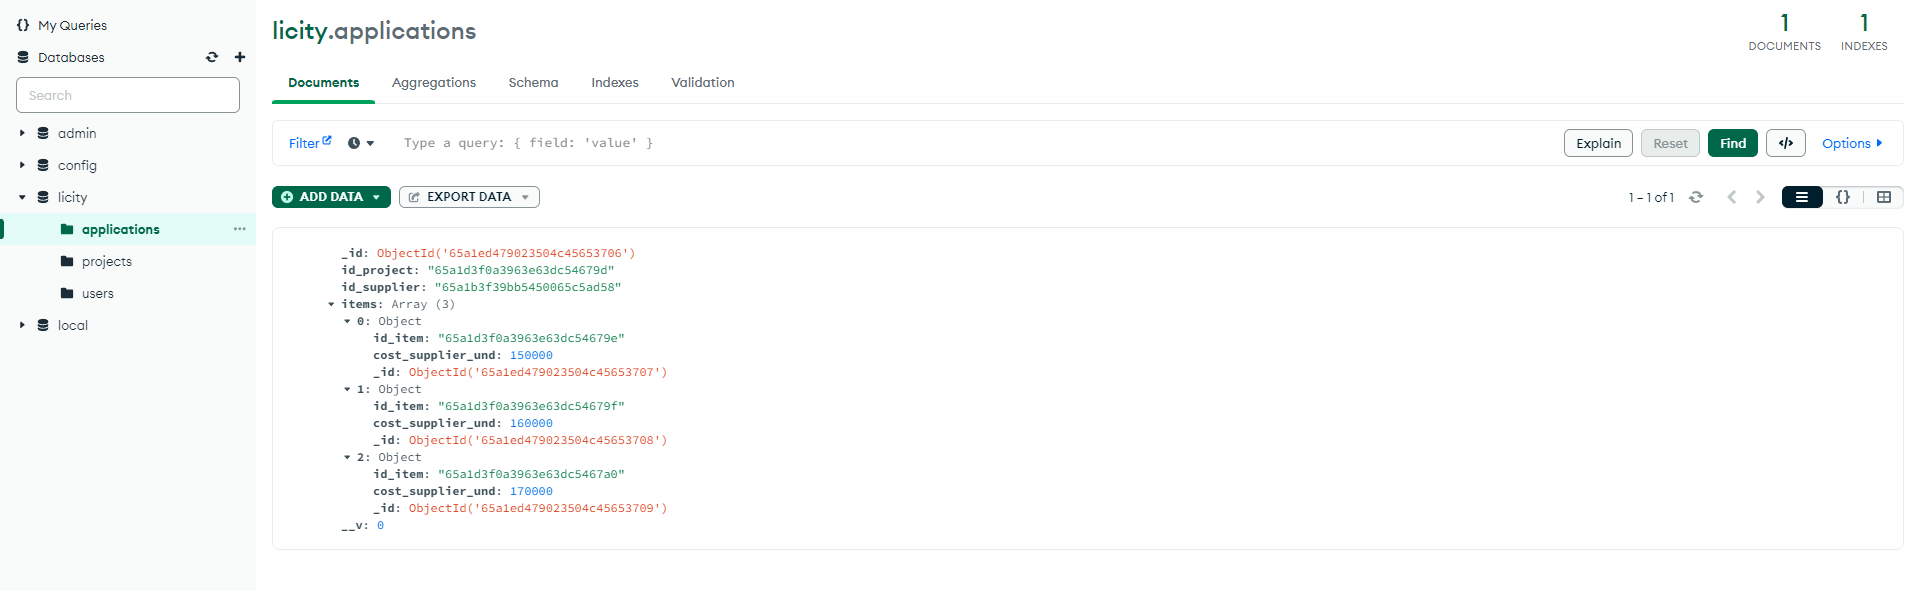 {} My Queries
Databases
Search
admin
config
licity
applications
projects
users
local
licity.applications
1
DOCUMENTS
1
INDEXES
Documents Aggregations Schema Indexes Validation
Filter Type a query: { field: 'value' } Explain Reset Find </> Options
ADD DATA EXPORT DATA 1 – 1 of 1 {}
_id: ObjectId('65a1ed479023504c45653706')
id_project: "65a1d3f0a3963e63dc54679d"
id_supplier: "65a1b3f39bb5450065c5ad58"
items: Array (3)
0: Object
id_item: "65a1d3f0a3963e63dc54679e"
cost_supplier_und: 150000
_id: ObjectId('65a1ed479023504c45653707')
1: Object
id_item: "65a1d3f0a3963e63dc54679f"
cost_supplier_und: 160000
_id: ObjectId('65a1ed479023504c45653708')
2: Object
id_item: "65a1d3f0a3963e63dc5467a0"
cost_supplier_und: 170000
_id: ObjectId('65a1ed479023504c45653709')
__v: 0